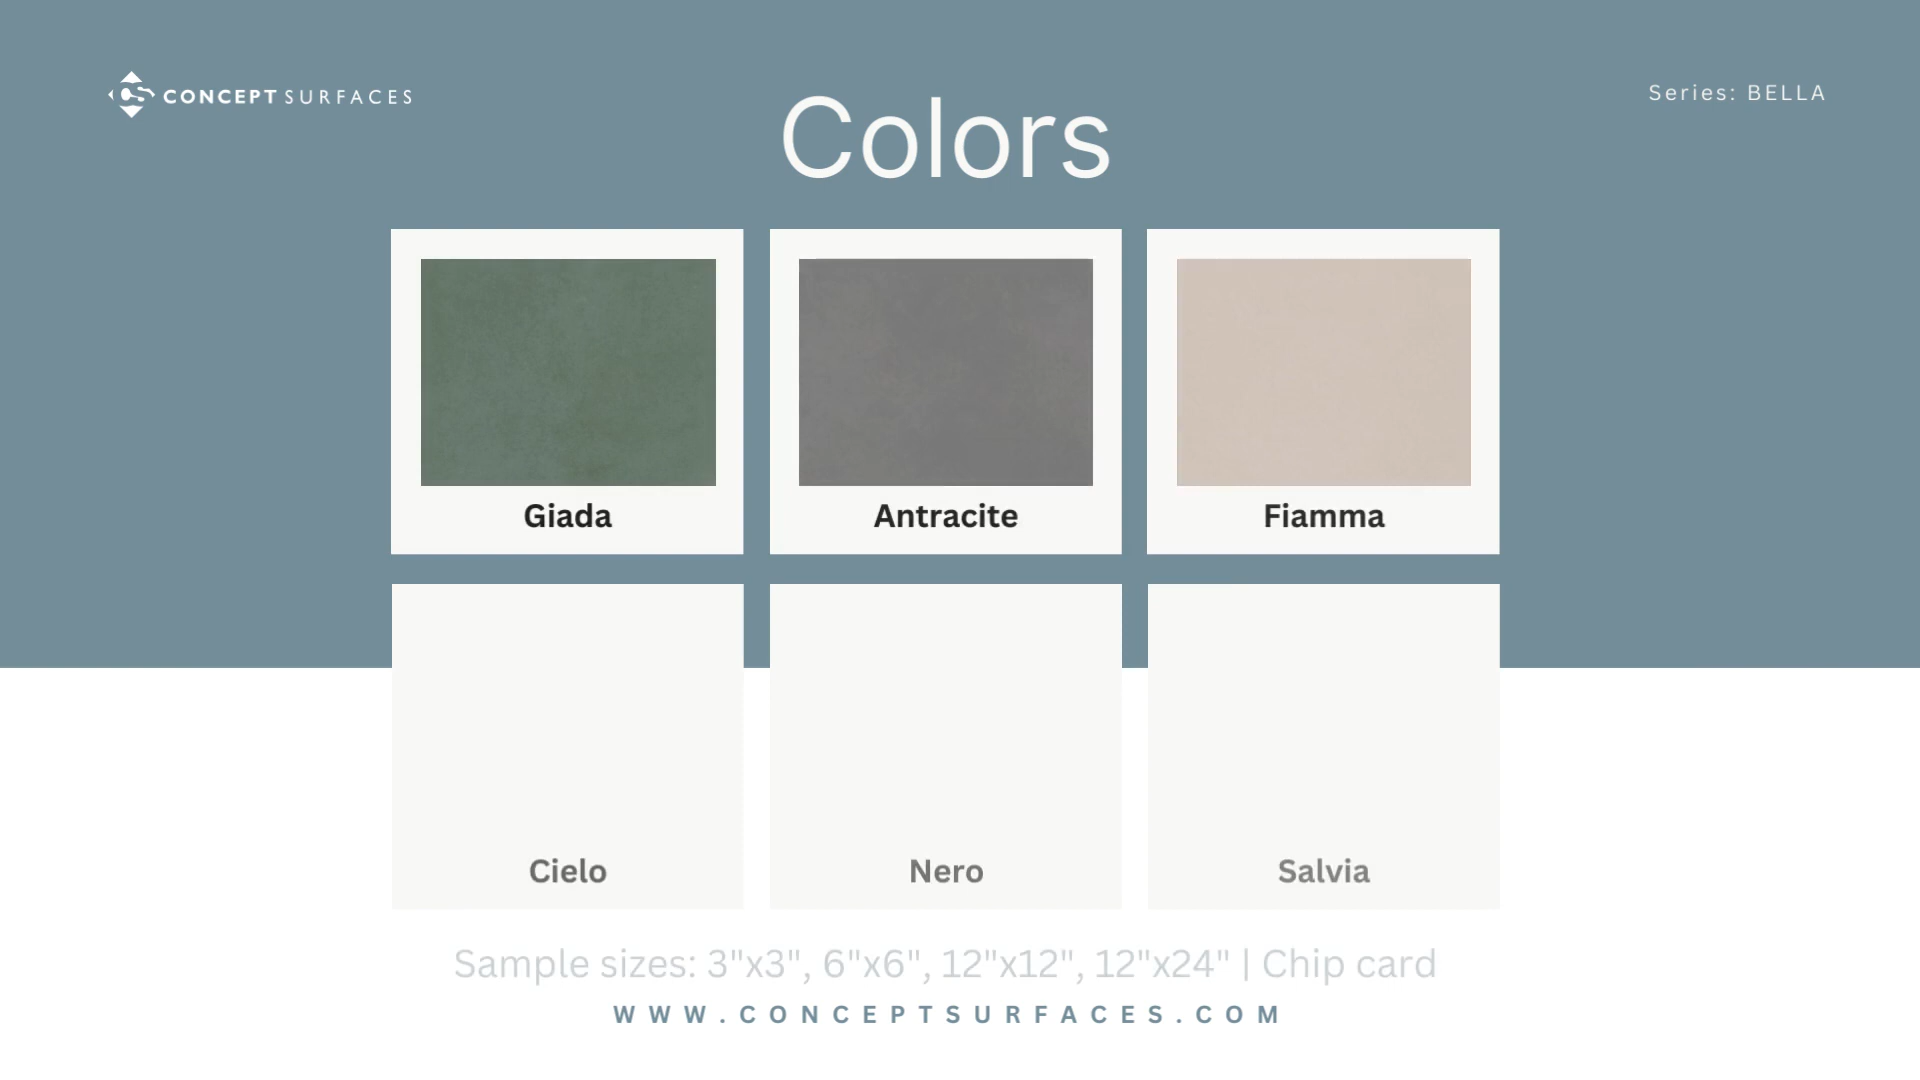 CONCEPT SURFACES
Series: BELLA
Colors
Giada
Antracite
Fiamma
Cielo
Nero
Salvia
Sample sizes: 3"x3", 6"x6", 12"x12", 12"x24" | Chip card
WWW.CONCEPTSURFACES.COM